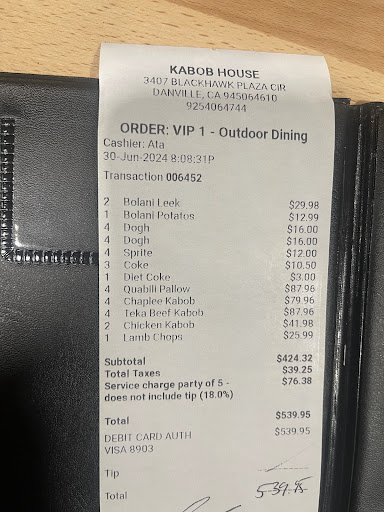 KABOB HOUSE
3407 BLACKHAWK PLAZA CIR
DANVILLE, CA 945064610
9254064744
ORDER: VIP 1 - Outdoor Dining
Cashier: Ata
30-Jun-2024 8:08:31P
Transaction 006452
2 Bolani Leek $29.98
1 Bolani Potatos $12.99
4 Dogh $16.00
4 Dogh $16.00
4 Sprite $12.00
3 Coke $10.50
1 Diet Coke $3.00
4 Quabili Pallow $87.96
4 Chaplee Kabob $79.96
4 Teka Beef Kabob $87.96
2 Chicken Kabob $41.98
1 Lamb Chops $25.99
Subtotal $424.32
Total Taxes $39.25
Service charge party of 5 - $76.38
does not include tip (18.0%)
Total $539.95
DEBIT CARD AUTH $539.95
VISA 8903
Tip
Total 539.95